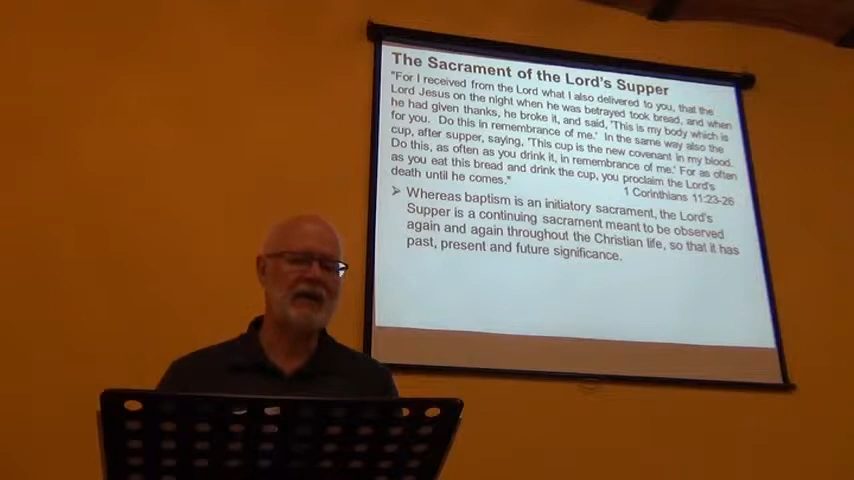 The Sacrament of the Lord's Supper
"For I received from the Lord what I also delivered to you, that the
Lord Jesus on the night when he was betrayed took bread, and when
he had given thanks, he broke it, and said, 'This is my body which is
for you.  Do this in remembrance of me.'  In the same way also the
cup, after supper, saying, 'This cup is the new covenant in my blood.
Do this, as often as you drink it, in remembrance of me.' For as often
as you eat this bread and drink the cup, you proclaim the Lord's
death until he comes."
1 Corinthians 11:23-26
➢ Whereas baptism is an initiatory sacrament, the Lord's
Supper is a continuing sacrament meant to be observed
again and again throughout the Christian life, so that it has
past, present and future significance.